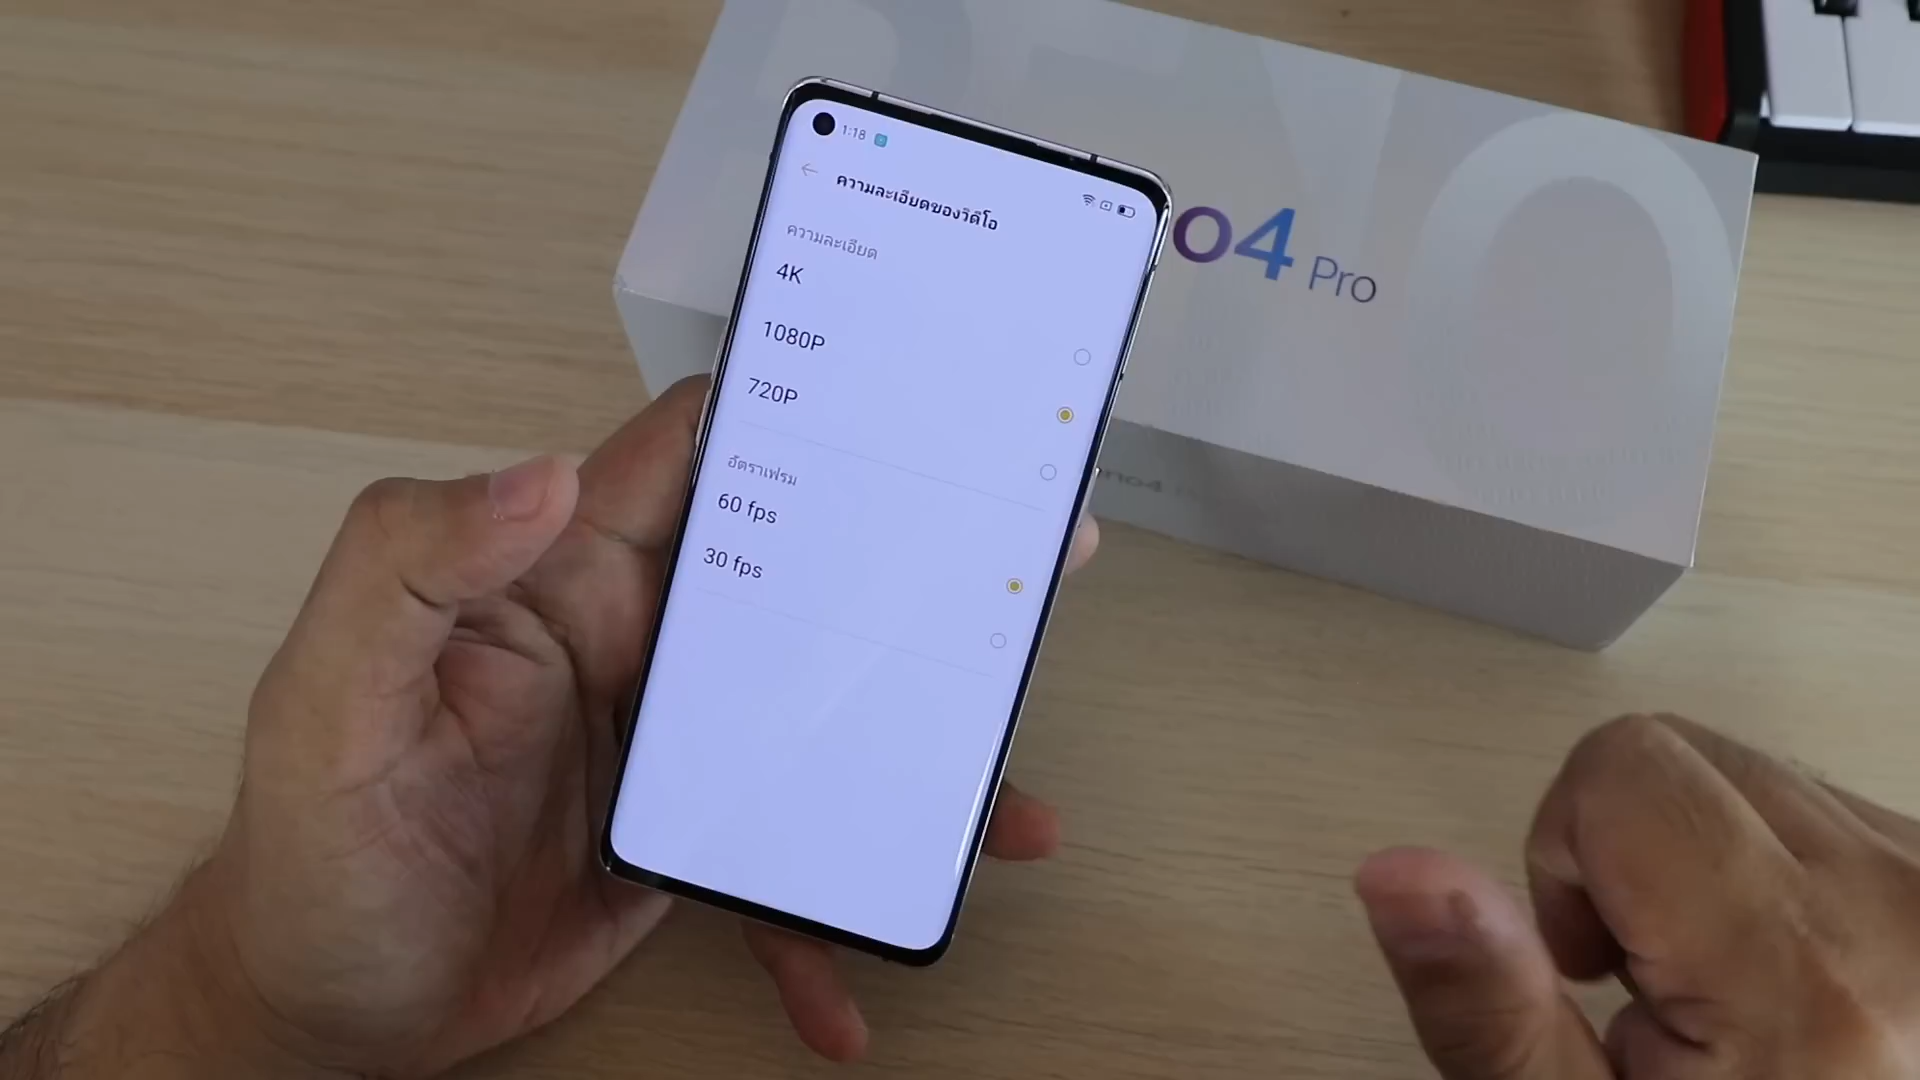 1:18
ความละเอียดของวิดีโอ
ความละเอียด
4K
1080P
720P
อัตราเฟรม
60 fps
30 fps
no4 Pro